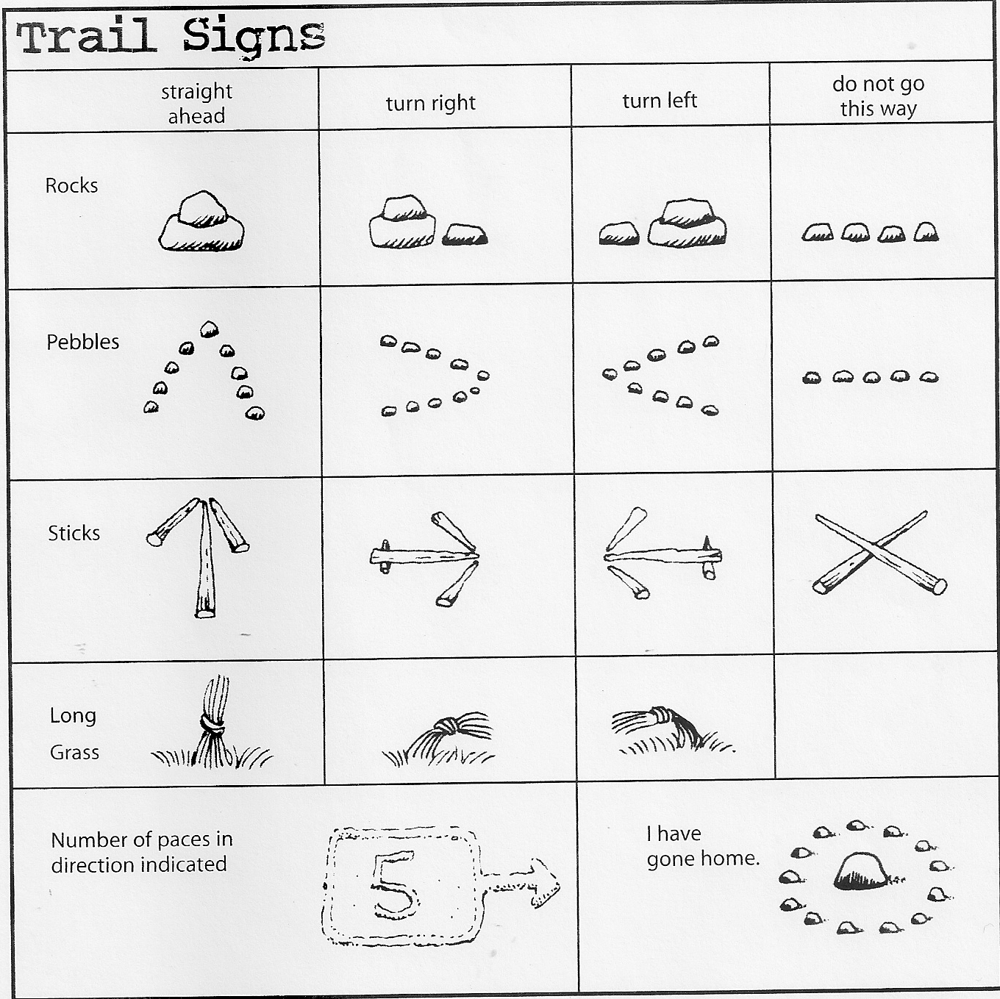 Trail Signs
straight
ahead
turn right
turn left
do not go
this way
Rocks
Pebbles
Sticks
Long
Grass
Number of paces in
direction indicated
5
I have
gone home.